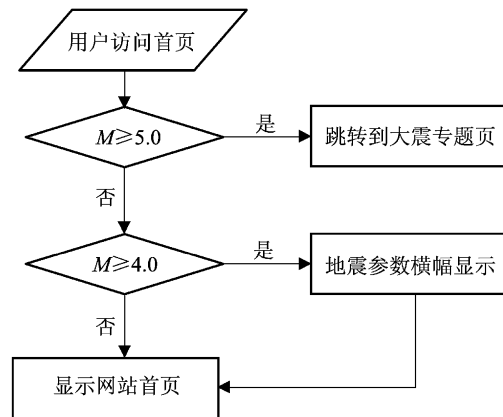 用户访问首页
M≥5.0
是
跳转到大震专题页
否
M≥4.0
是
地震参数横幅显示
否
显示网站首页